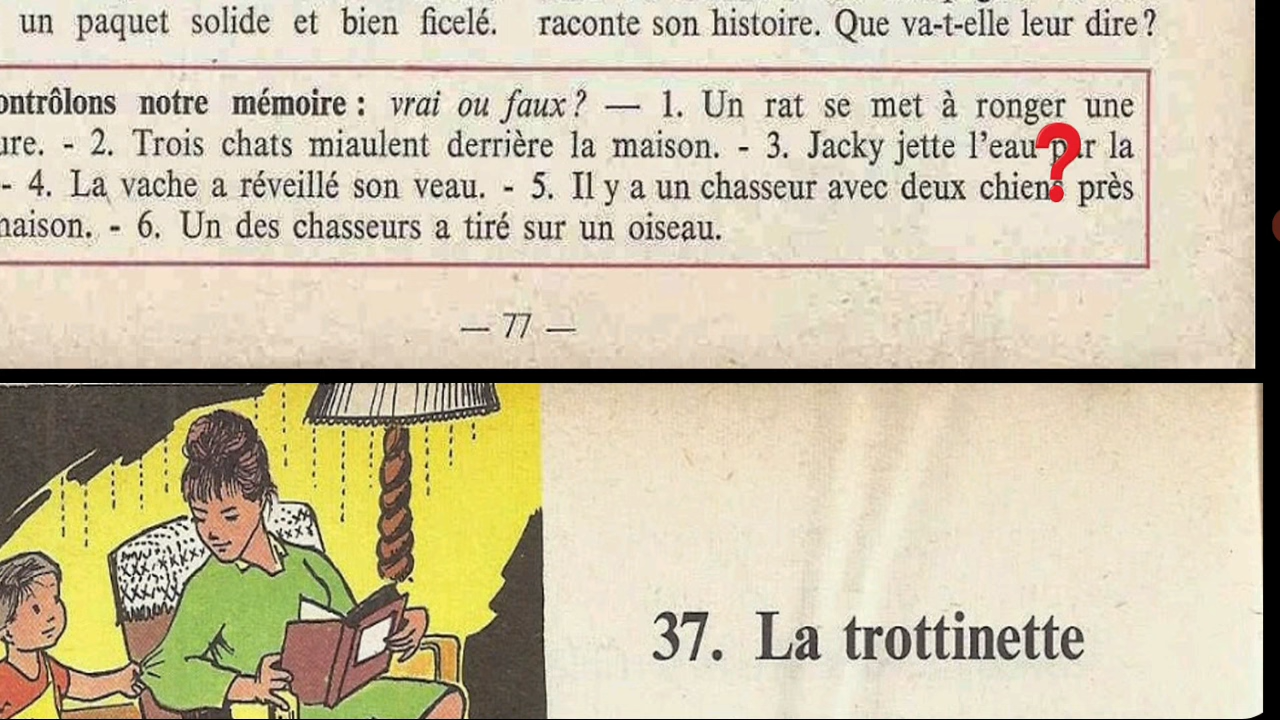 un paquet solide et bien ficelé. raconte son histoire. Que va-t-elle leur dire ?
ontrôlons notre mémoire : vrai ou faux ? — 1. Un rat se met à ronger une
ure. - 2. Trois chats miaulent derrière la maison. - 3. Jacky jette l'eau par la
- 4. La vache a réveillé son veau. - 5. Il y a un chasseur avec deux chiens près
naison. - 6. Un des chasseurs a tiré sur un oiseau.
— 77 —
37. La trottinette